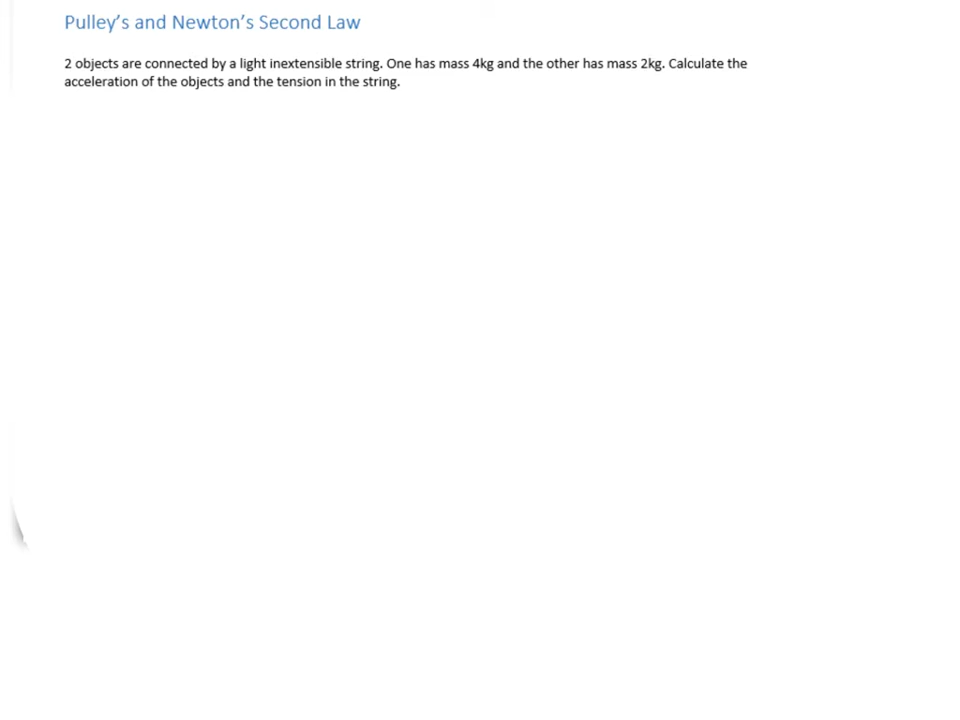 Pulley's and Newton's Second Law
2 objects are connected by a light inextensible string. One has mass 4kg and the other has mass 2kg. Calculate the
acceleration of the objects and the tension in the string.